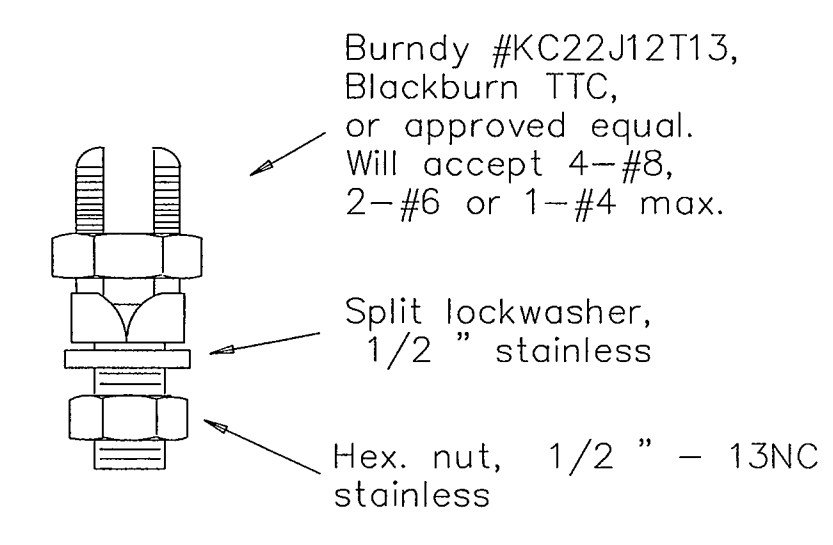 Burndy #KC22J12T13,
Blackburn TTC,
or approved equal.
Will accept 4-#8,
2-#6 or 1-#4 max.
Split lockwasher,
1/2 " stainless
Hex. nut, 1/2 " - 13NC
stainless